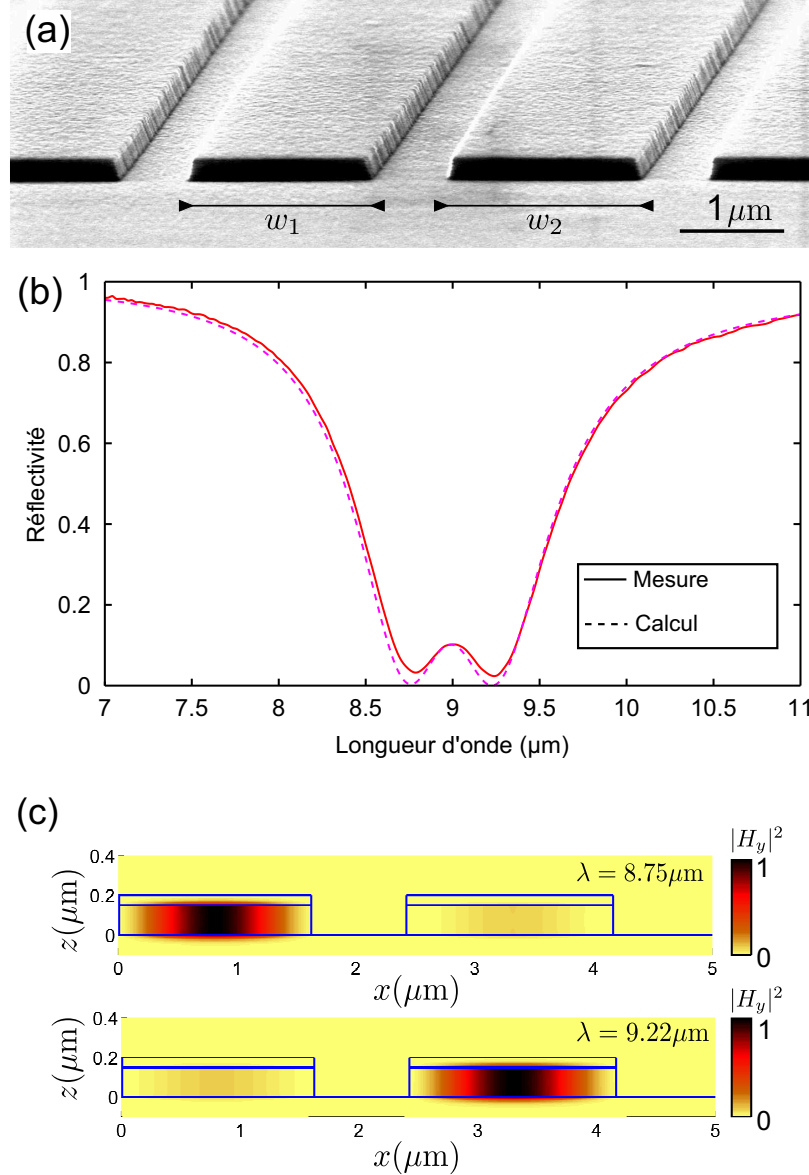 (a)
w₁
w₂
1μm
(b)
1
0.8
0.6
0.4
0.2
0
Réflectivité
Mesure
Calcul
7 7.5 8 8.5 9 9.5 10 10.5 11
Longueur d'onde (μm)
(c)
|H_y|²
0.4
0.2
0
z(μm)
λ = 8.75μm
1
0
0 1 2 3 4 5
x(μm)
|H_y|²
0.4
0.2
0
z(μm)
λ = 9.22μm
1
0
0 1 2 3 4 5
x(μm)